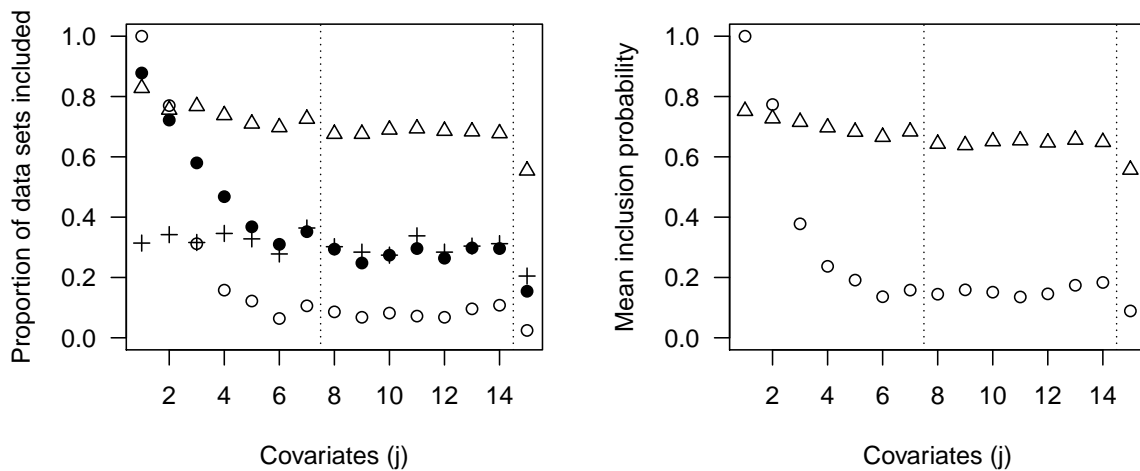 Proportion of data sets included
1.0
0.8
0.6
0.4
0.2
0.0
2 4 6 8 10 12 14
Covariates (j)
Mean inclusion probability
1.0
0.8
0.6
0.4
0.2
0.0
2 4 6 8 10 12 14
Covariates (j)